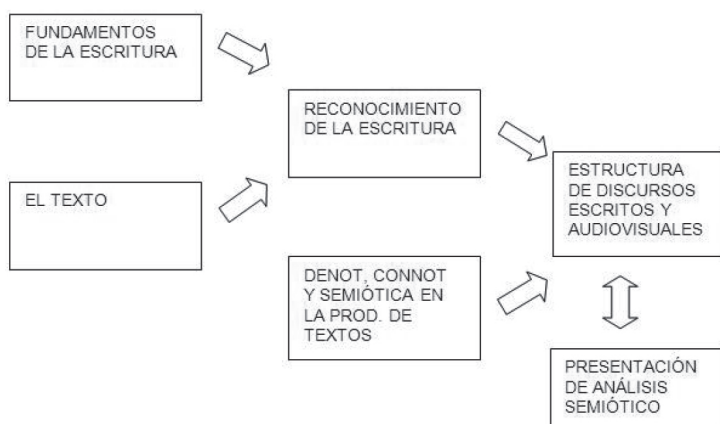 FUNDAMENTOS
DE LA ESCRITURA
RECONOCIMIENTO
DE LA ESCRITURA
EL TEXTO
ESTRUCTURA
DE DISCURSOS
ESCRITOS Y
AUDIOVISUALES
DENOT, CONNOT
Y SEMIÓTICA EN
LA PROD. DE
TEXTOS
PRESENTACIÓN
DE ANÁLISIS
SEMIÓTICO